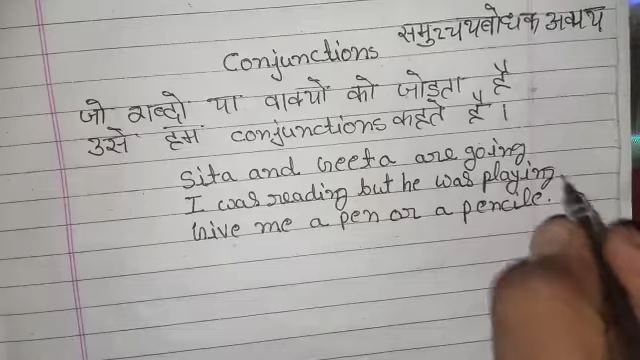 Conjunctions समुच्चयबोधक अव्यय
जो शब्दो या वाक्यों को जोड़ता है
उसे हम conjunctions कहते हैं।
Sita and Geeta are going
I was reading but he was playing
Give me a pen or a pencile.